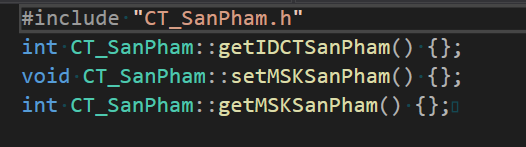 #include "CT_SanPham.h"
int CT_SanPham::getIDCTSanPham() {};
void CT_SanPham::setMSKSanPham() {};
int CT_SanPham::getMSKSanPham() {};